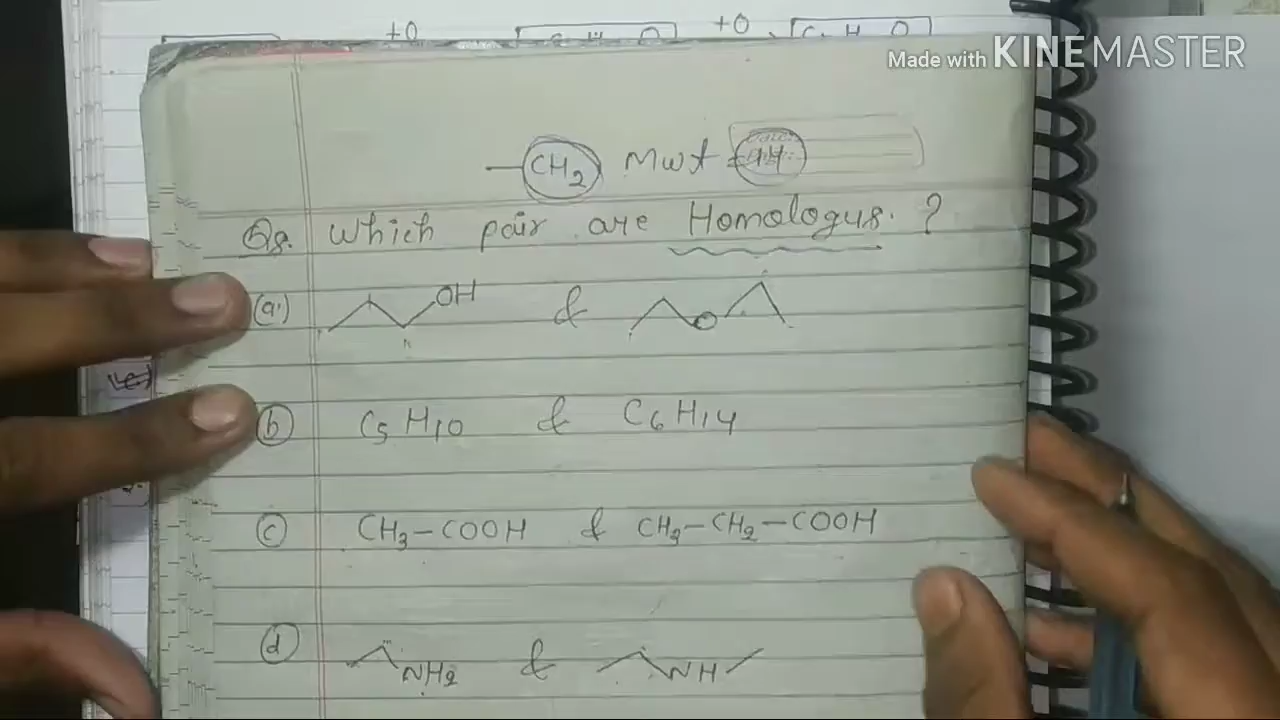 +O +O
Made with KINEMASTER
—CH2 Mwt = 14
Qs. Which pair are Homologus. ?
(a) OH & O
(b) C5H10 & C6H14
(c) CH3-COOH & CH3-CH2-COOH
(d) NH2 & NH